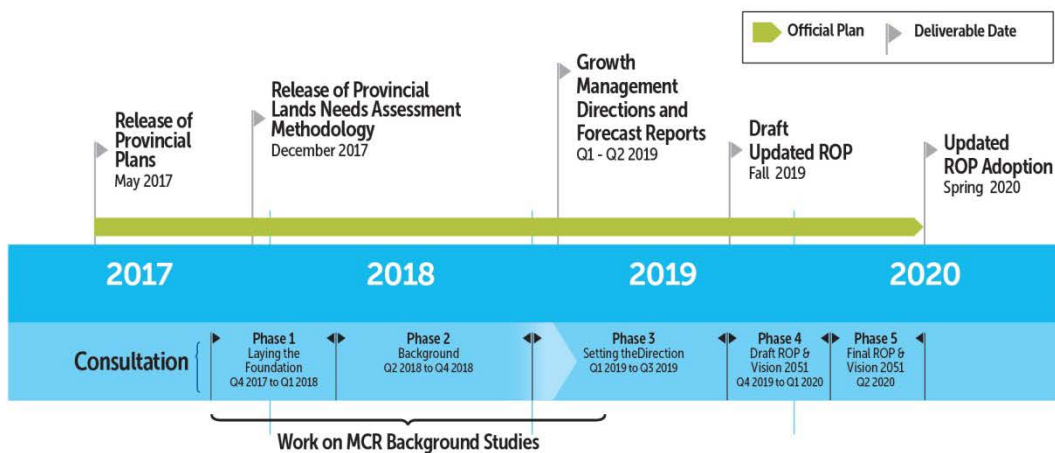 Official Plan
Deliverable Date
Release of
Provincial
Plans
May 2017
Release of Provincial
Lands Needs Assessment
Methodology
December 2017
Growth
Management
Directions and
Forecast Reports
Q1 - Q2 2019
Draft
Updated ROP
Fall 2019
Updated
ROP Adoption
Spring 2020
2017
2018
2019
2020
Consultation
Phase 1
Laying the
Foundation
Q4 2017 to Q1 2018
Phase 2
Background
Q2 2018 to Q4 2018
Phase 3
Setting theDirection
Q1 2019 to Q3 2019
Phase 4
Draft ROP &
Vision 2051
Q4 2019 to Q1 2020
Phase 5
Final ROP &
Vision 2051
Q2 2020
Work on MCR Background Studies